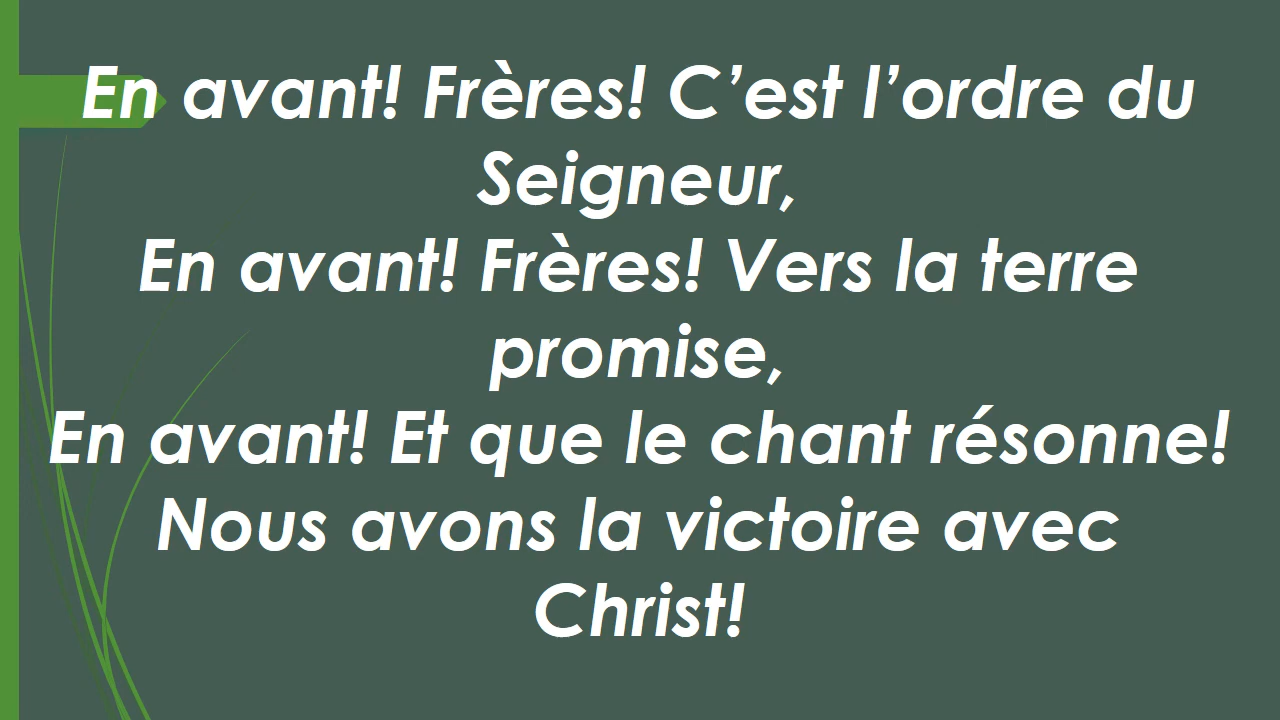 En avant! Frères! C’est l’ordre du
Seigneur,
En avant! Frères! Vers la terre
promise,
En avant! Et que le chant résonne!
Nous avons la victoire avec
Christ!